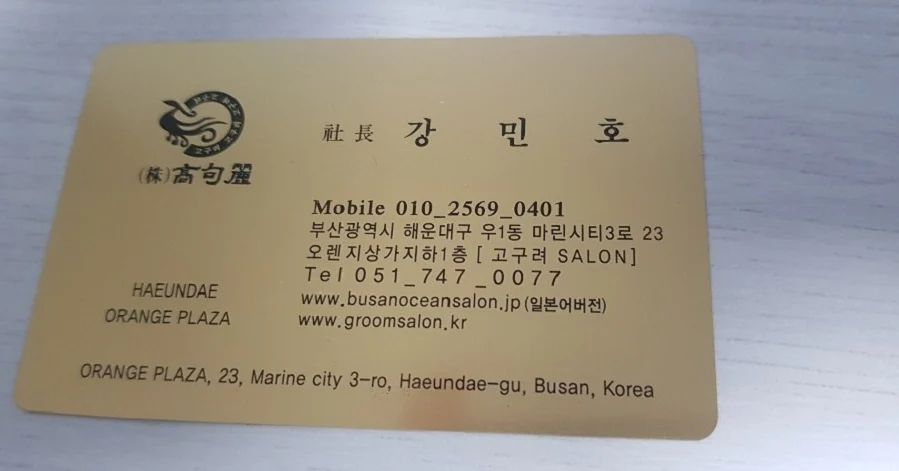 (株)高句麗
社長 강 민 호
Mobile 010_2569_0401
부산광역시 해운대구 우1동 마린시티3로 23
오렌지상가지하1층 [ 고구려 SALON]
Tel 051_747_0077
www.busanoceansalon.jp (일본어버전)
www.groomsalon.kr
HAEUNDAE
ORANGE PLAZA
ORANGE PLAZA, 23, Marine city 3-ro, Haeundae-gu, Busan, Korea